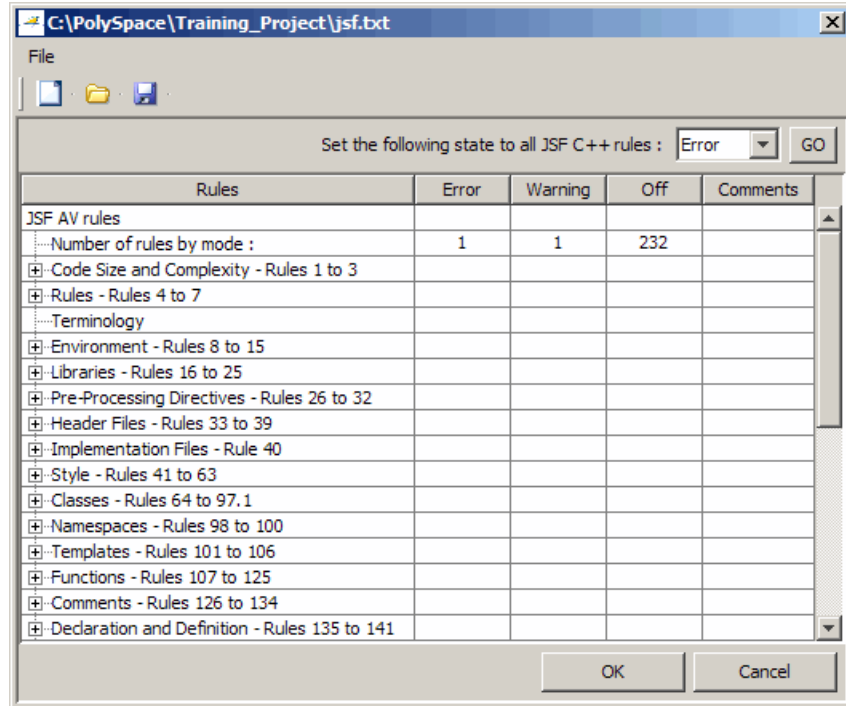 C:\PolySpace\Training_Project\jsf.txt
File
Set the following state to all JSF C++ rules : Error GO
Rules Error Warning Off Comments
JSF AV rules
Number of rules by mode : 1 1 232
Code Size and Complexity - Rules 1 to 3
Rules - Rules 4 to 7
Terminology
Environment - Rules 8 to 15
Libraries - Rules 16 to 25
Pre-Processing Directives - Rules 26 to 32
Header Files - Rules 33 to 39
Implementation Files - Rule 40
Style - Rules 41 to 63
Classes - Rules 64 to 97.1
Namespaces - Rules 98 to 100
Templates - Rules 101 to 106
Functions - Rules 107 to 125
Comments - Rules 126 to 134
Declaration and Definition - Rules 135 to 141
OK Cancel